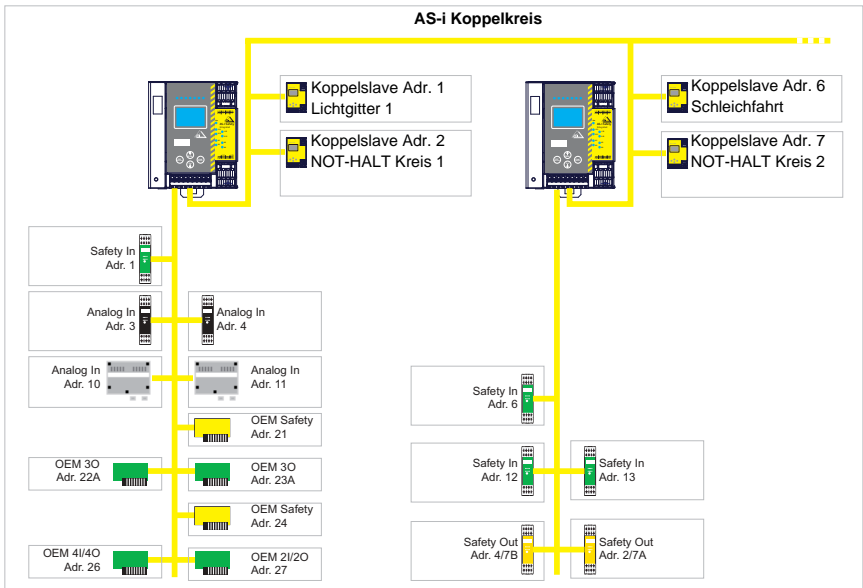 AS-i Koppelkreis
Koppelslave Adr. 1
Lichtgitter 1
Koppelslave Adr. 2
NOT-HALT Kreis 1
Koppelslave Adr. 6
Schleichfahrt
Koppelslave Adr. 7
NOT-HALT Kreis 2
Safety In
Adr. 1
Analog In
Adr. 3
Analog In
Adr. 4
Analog In
Adr. 10
Analog In
Adr. 11
OEM Safety
Adr. 21
OEM 3O
Adr. 22A
OEM 3O
Adr. 23A
OEM Safety
Adr. 24
OEM 4I/4O
Adr. 26
OEM 2I/2O
Adr. 27
Safety In
Adr. 6
Safety In
Adr. 12
Safety In
Adr. 13
Safety Out
Adr. 4/7B
Safety Out
Adr. 2/7A